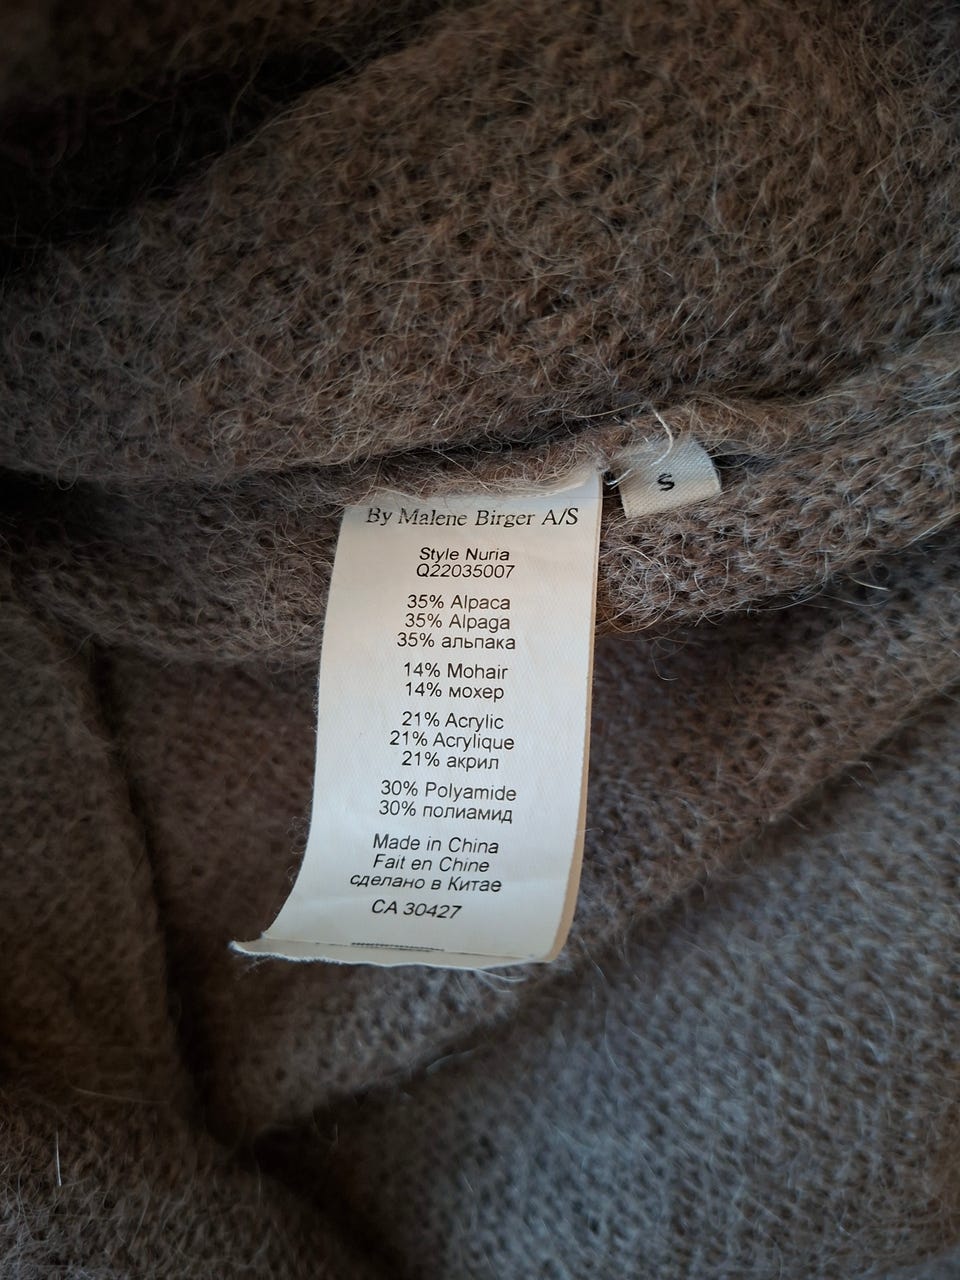 By Malene Birger A/S
Style Nuria
Q22035007
35% Alpaca
35% Alpaga
35% альпака
14% Mohair
14% мохер
21% Acrylic
21% Acrylique
21% акрил
30% Polyamide
30% полиамид
Made in China
Fait en Chine
сделано в Китае
CA 30427
S